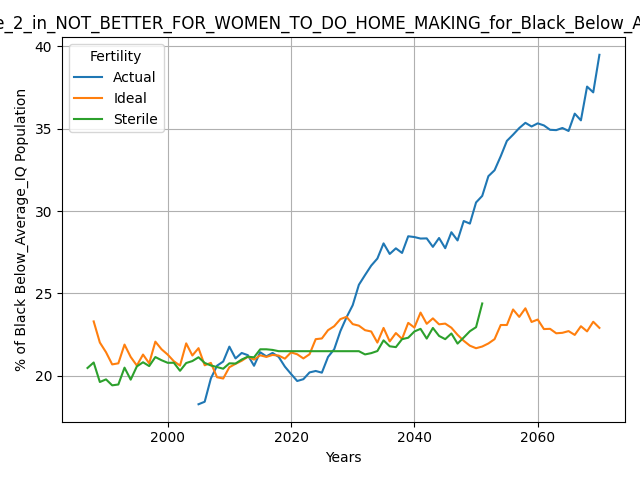 e_2_in_NOT_BETTER_FOR_WOMEN_TO_DO_HOME_MAKING_for_Black_Below_A
Fertility
Actual
Ideal
Sterile
% of Black Below_Average_IQ Population
40
35
30
25
20
2000 2020 2040 2060
Years